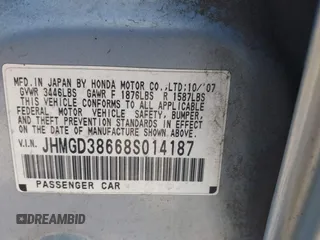 MFD. IN JAPAN BY HONDA MOTOR CO., LTD; 10/'07
GVWR 3446LBS GAWR F 1876LBS R 1587LBS
THIS VEHICLE CONFORMS TO ALL APPLICABLE
FEDERAL MOTOR VEHICLE SAFETY, BUMPER,
AND THEFT PREVENTION STANDARDS IN EFFECT
ON THE DATE OF MANUFACTURE SHOWN ABOVE.
V.I.N. JHMGD38668S014187
PASSENGER CAR
DREAMBID